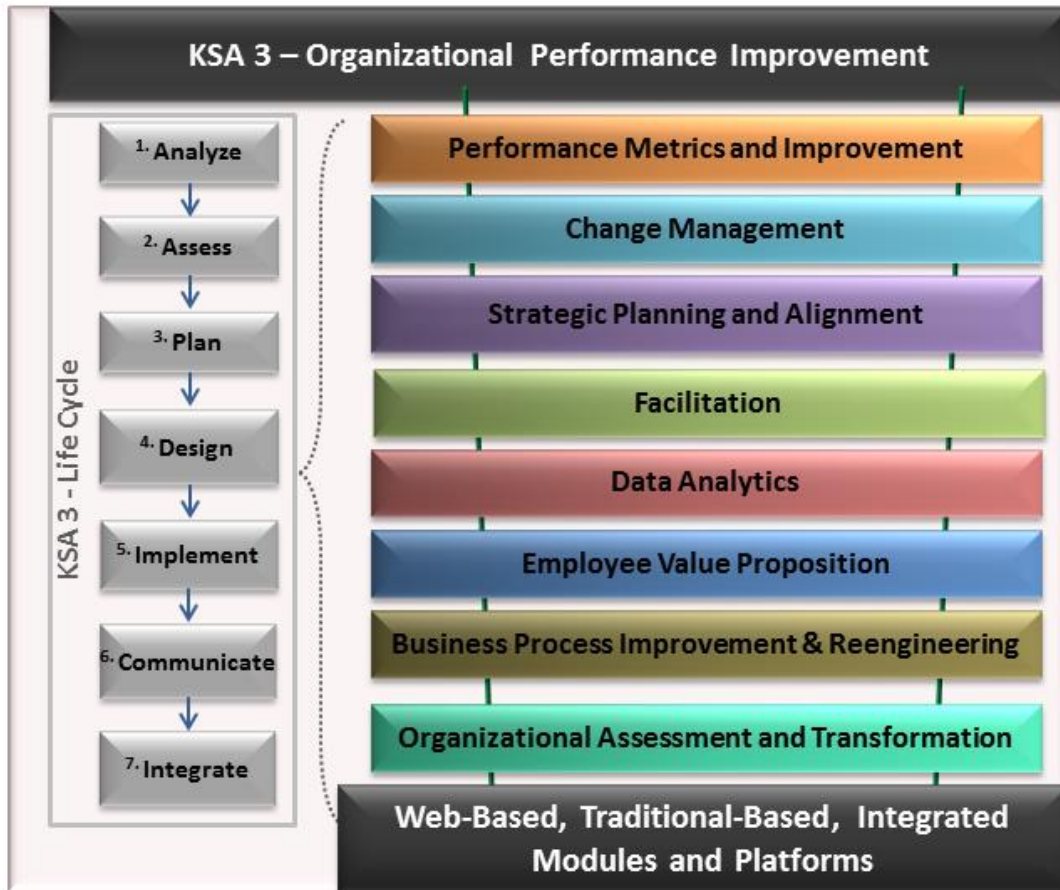 KSA 3 – Organizational Performance Improvement
KSA 3 - Life Cycle
1. Analyze
2. Assess
3. Plan
4. Design
5. Implement
6. Communicate
7. Integrate
Performance Metrics and Improvement
Change Management
Strategic Planning and Alignment
Facilitation
Data Analytics
Employee Value Proposition
Business Process Improvement & Reengineering
Organizational Assessment and Transformation
Web-Based, Traditional-Based, Integrated
Modules and Platforms